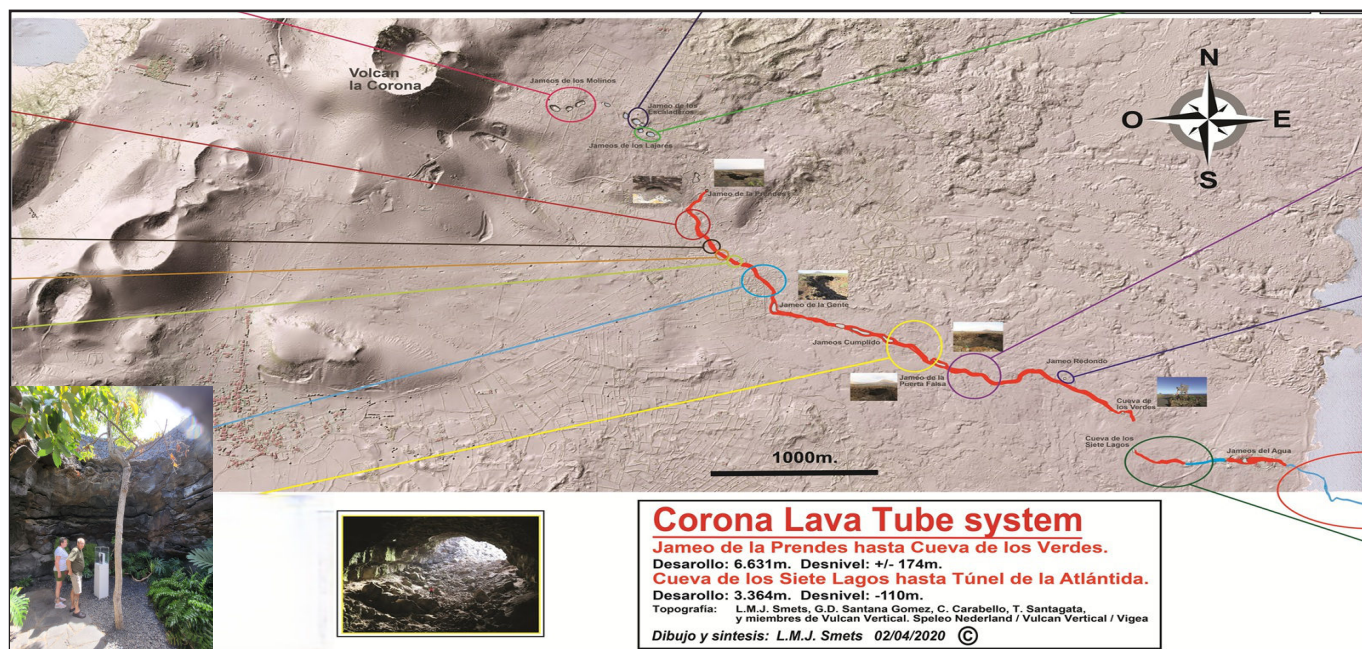 Volcan
la Corona
Jameos de los Molinos
Jameo de los
Escaladeros
Jameos de los Lajares
N
O
E
S
Jameo de la Prendes
Jameo de la Gente
Jameos Cumplido
Jameo de la
Puerta Falsa
Jameo Redondo
Cueva de
los Verdes
Cueva de los
Siete Lagos
Jameos del Agua
1000m.
Corona Lava Tube system
Jameo de la Prendes hasta Cueva de los Verdes.
Desarollo: 6.631m. Desnivel: +/- 174m.
Cueva de los Siete Lagos hasta Túnel de la Atlántida.
Desarollo: 3.364m. Desnivel: -110m.
Topografía: L.M.J. Smets, G.D. Santana Gomez, C. Carabello, T. Santagata,
y miembres de Vulcan Vertical. Speleo Nederland / Vulcan Vertical / Vigea
Dibujo y sintesis: L.M.J. Smets 02/04/2020 ©